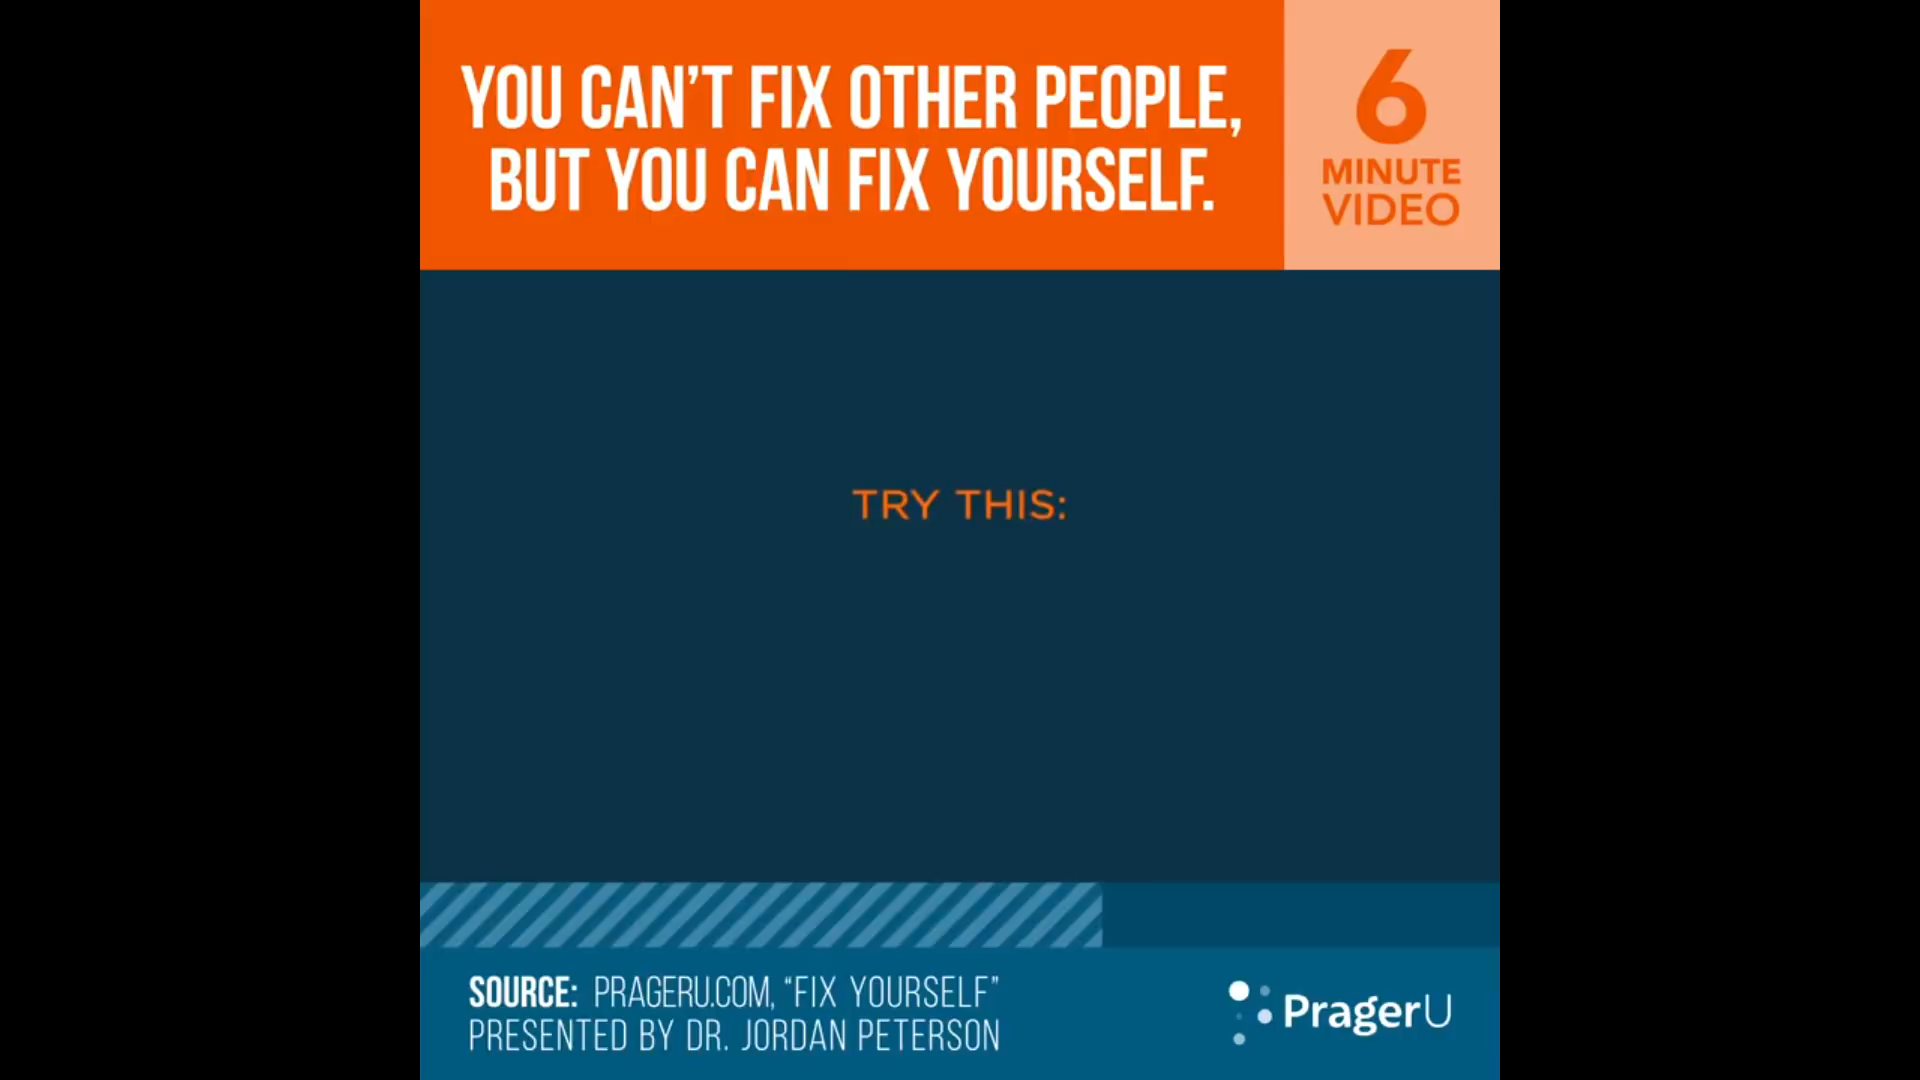 YOU CAN'T FIX OTHER PEOPLE,
BUT YOU CAN FIX YOURSELF.
6
MINUTE
VIDEO
TRY THIS:
SOURCE: PRAGERU.COM, “FIX YOURSELF”
PRESENTED BY DR. JORDAN PETERSON
PragerU